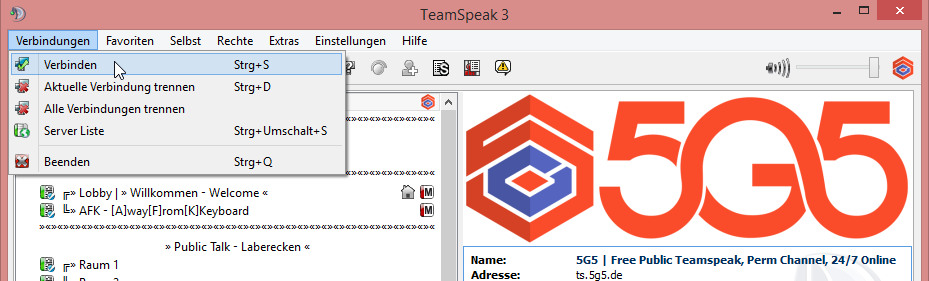 TeamSpeak 3
Verbindungen Favoriten Selbst Rechte Extras Einstellungen Hilfe
Verbinden Strg+S
Aktuelle Verbindung trennen Strg+D
Alle Verbindungen trennen
Server Liste Strg+Umschalt+S
Beenden Strg+Q
5G5
╔» Lobby | » Willkommen - Welcome «
╚» AFK - [A]way[F]rom[K]Keyboard
» Public Talk - Laberecken «
╔» Raum 1
Name: 5G5 | Free Public Teamspeak, Perm Channel, 24/7 Online
Adresse: ts.5g5.de